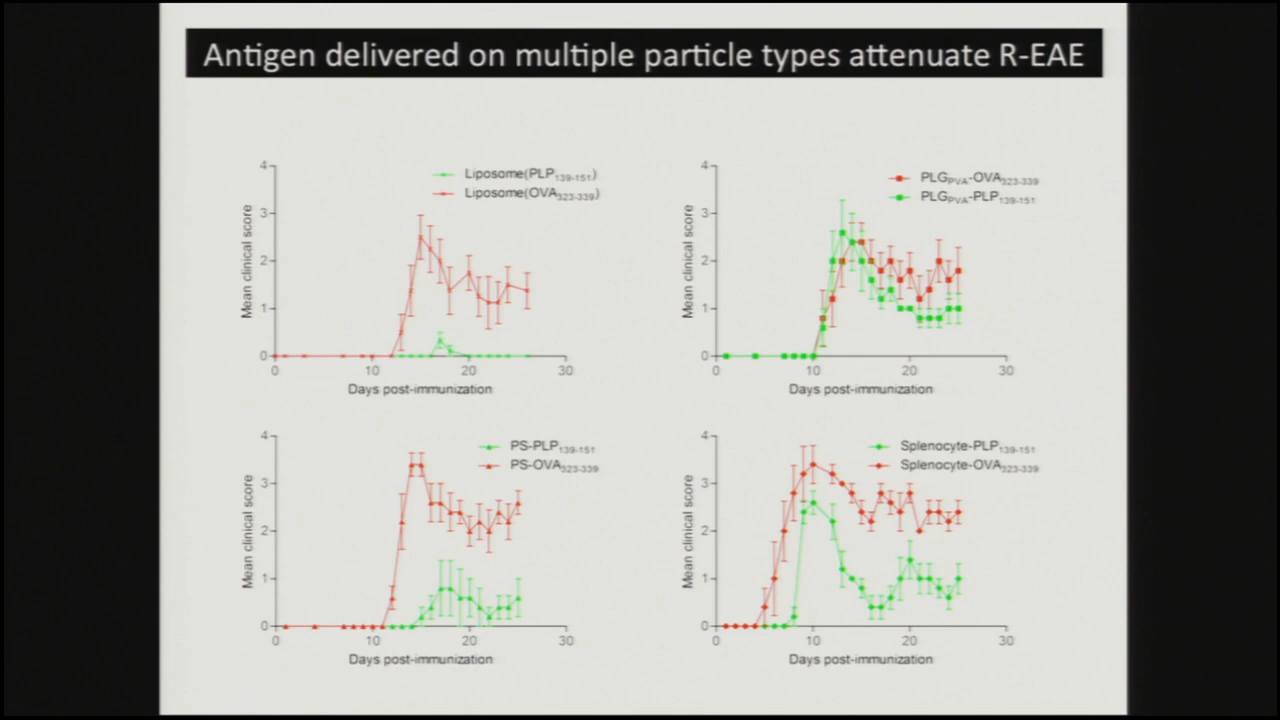 Antigen delivered on multiple particle types attenuate R-EAE
Liposome(PLP139-151)
Liposome(OVA323-339)
4
3
2
1
0
Mean clinical score
0 10 20 30
Days post-immunization
PLGPVA-OVA323-339
PLGPVA-PLP139-151
4
3
2
1
0
Mean clinical score
0 10 20 30
Days post-immunization
PS-PLP139-151
PS-OVA323-339
4
3
2
1
0
Mean clinical score
0 10 20 30
Days post-immunization
Splenocyte-PLP139-151
Splenocyte-OVA323-339
4
3
2
1
0
Mean clinical score
0 10 20 30
Days post-immunization